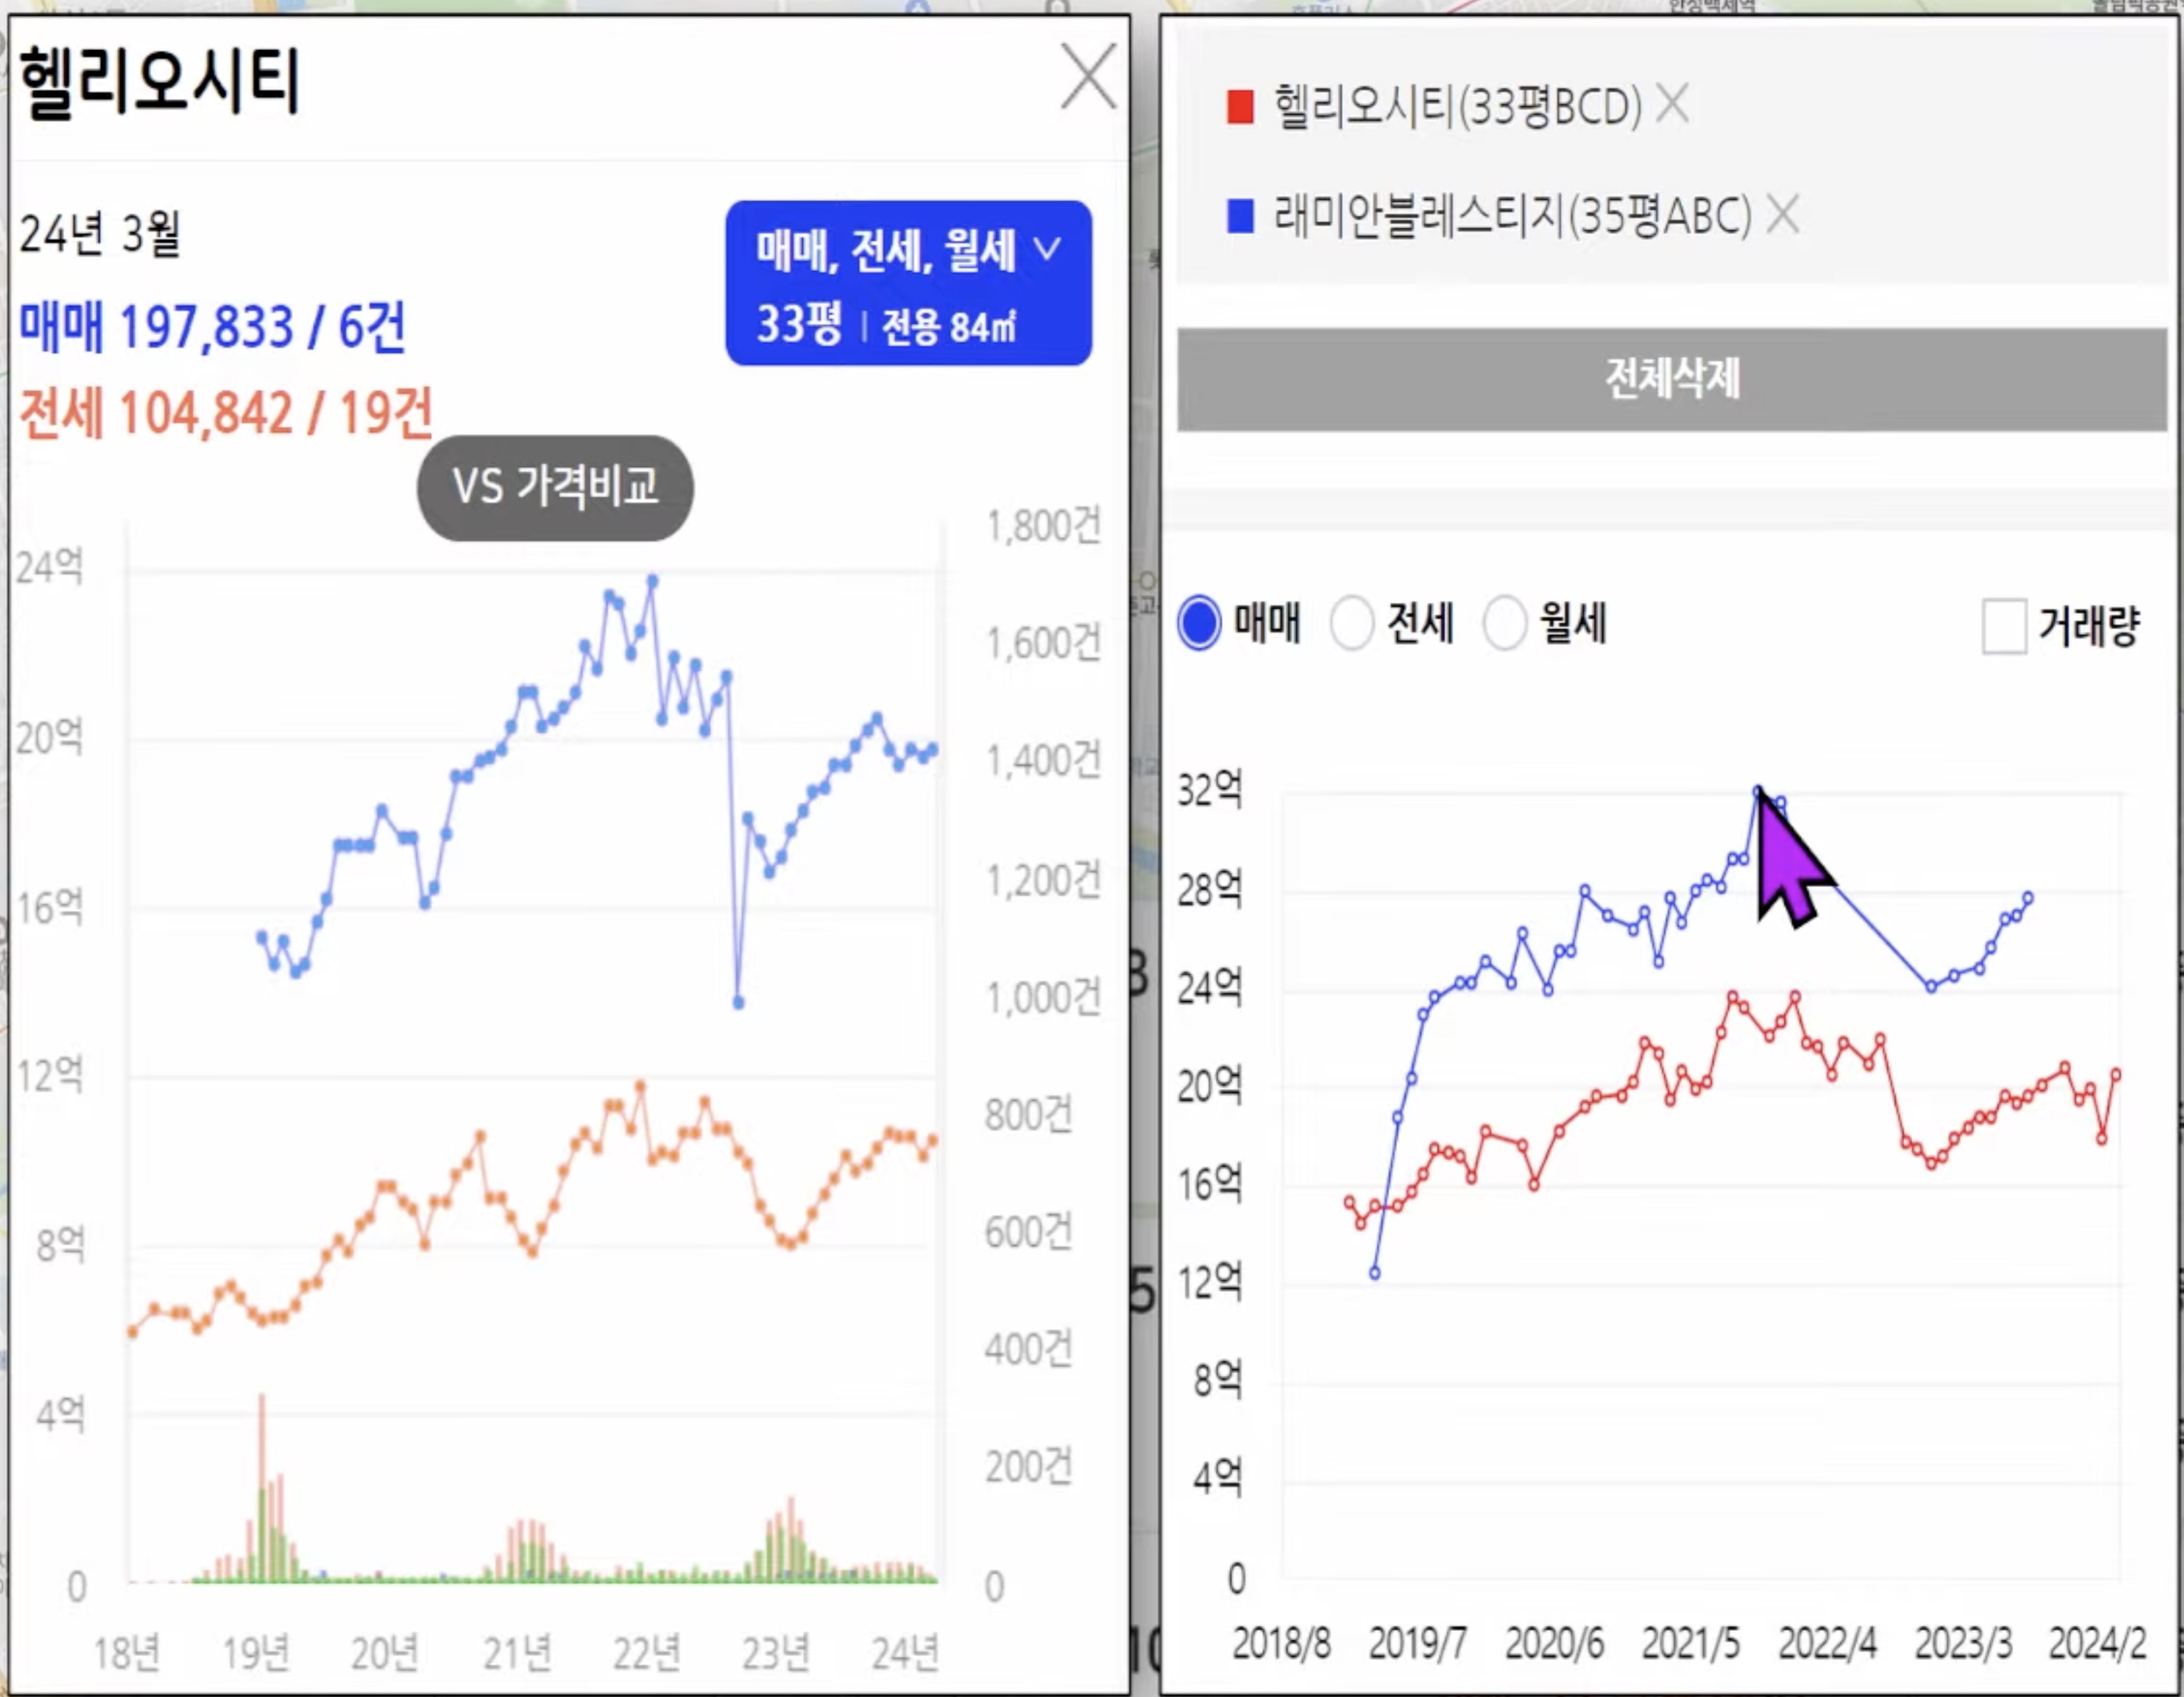 헬리오시티
24년 3월
매매 197,833 / 6건
전세 104,842 / 19건
매매, 전세, 월세
33평 | 전용 84㎡
VS 가격비교
24억
20억
16억
12억
8억
4억
0
1,800건
1,600건
1,400건
1,200건
1,000건
800건
600건
400건
200건
0
18년 19년 20년 21년 22년 23년 24년
헬리오시티(33평BCD)
래미안블레스티지(35평ABC)
전체삭제
매매 전세 월세 거래량
32억
28억
24억
20억
16억
12억
8억
4억
0
2018/8 2019/7 2020/6 2021/5 2022/4 2023/3 2024/2